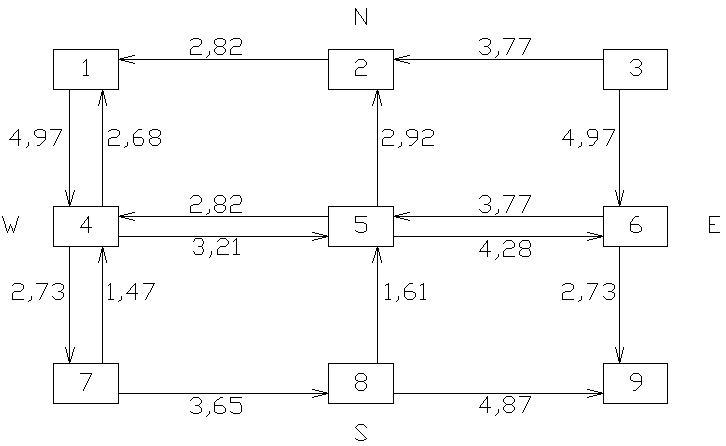 N
2,82 3,77
1 2 3
4,97 2,68 2,92 4,97
2,82 3,77
W 4 5 6 E
3,21 4,28
2,73 1,47 1,61 2,73
7 8 9
3,65 4,87
S